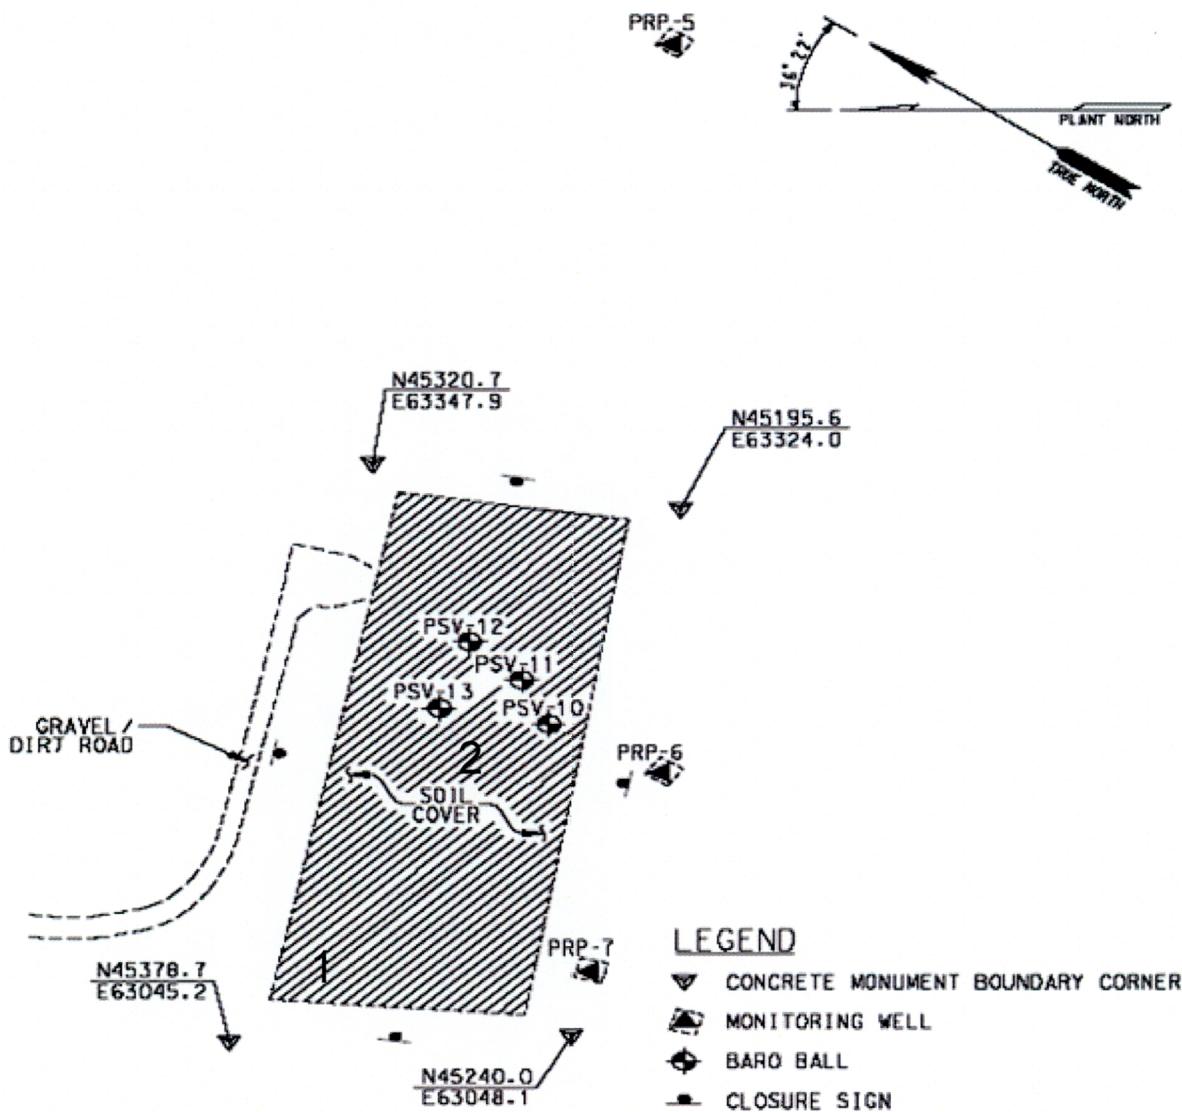 PRP-5
36° 22'
PLANT NORTH
TRUE NORTH
N45320.7
E63347.9
N45195.6
E63324.0
PSV-12
PSV-11
PSV-13
PSV-10
GRAVEL /
DIRT ROAD
2
PRP-6
SOIL
COVER
PRP-7
1
N45378.7
E63045.2
N45240.0
E63048.1
LEGEND
CONCRETE MONUMENT BOUNDARY CORNER
MONITORING WELL
BARO BALL
CLOSURE SIGN